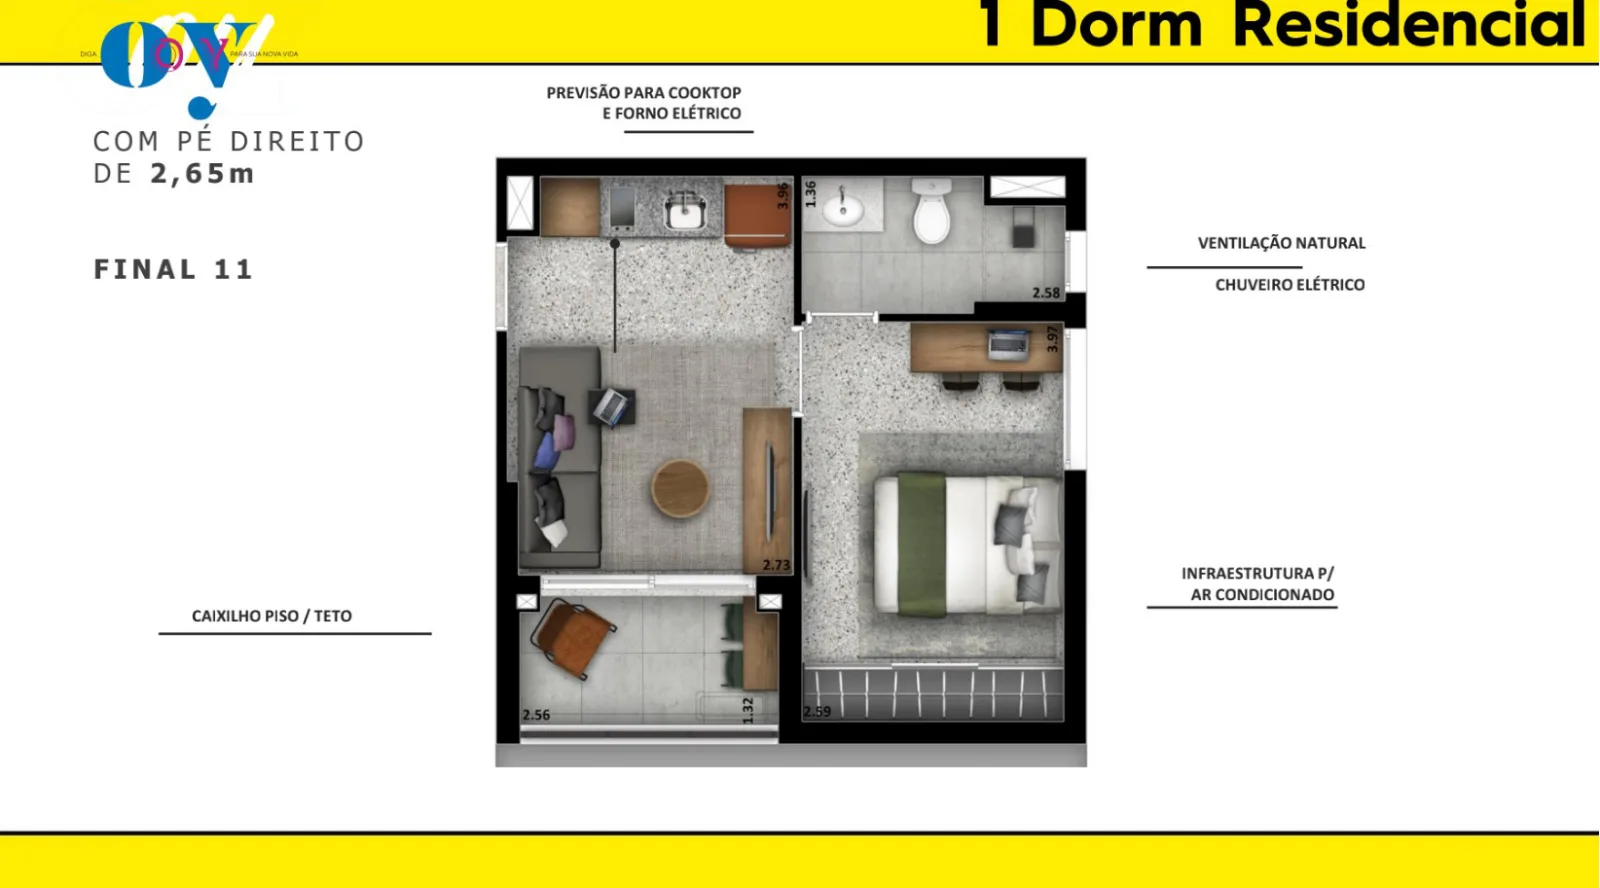 1 Dorm Residencial
DIGA
oy
OY
PARA SUA NOVA VIDA
COM PÉ DIREITO
DE 2,65m
FINAL 11
PREVISÃO PARA COOKTOP
E FORNO ELÉTRICO
3.96
1.36
2.58
VENTILAÇÃO NATURAL
CHUVEIRO ELÉTRICO
3.97
2.73
INFRAESTRUTURA P/
AR CONDICIONADO
CAIXILHO PISO / TETO
2.56
1.32
2.59